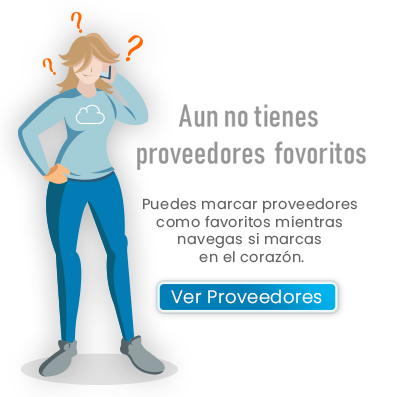 ? ? ?
Aun no tienes
proveedores fovoritos
Puedes marcar proveedores
como favoritos mientras
navegas si marcas
en el corazón.
Ver Proveedores